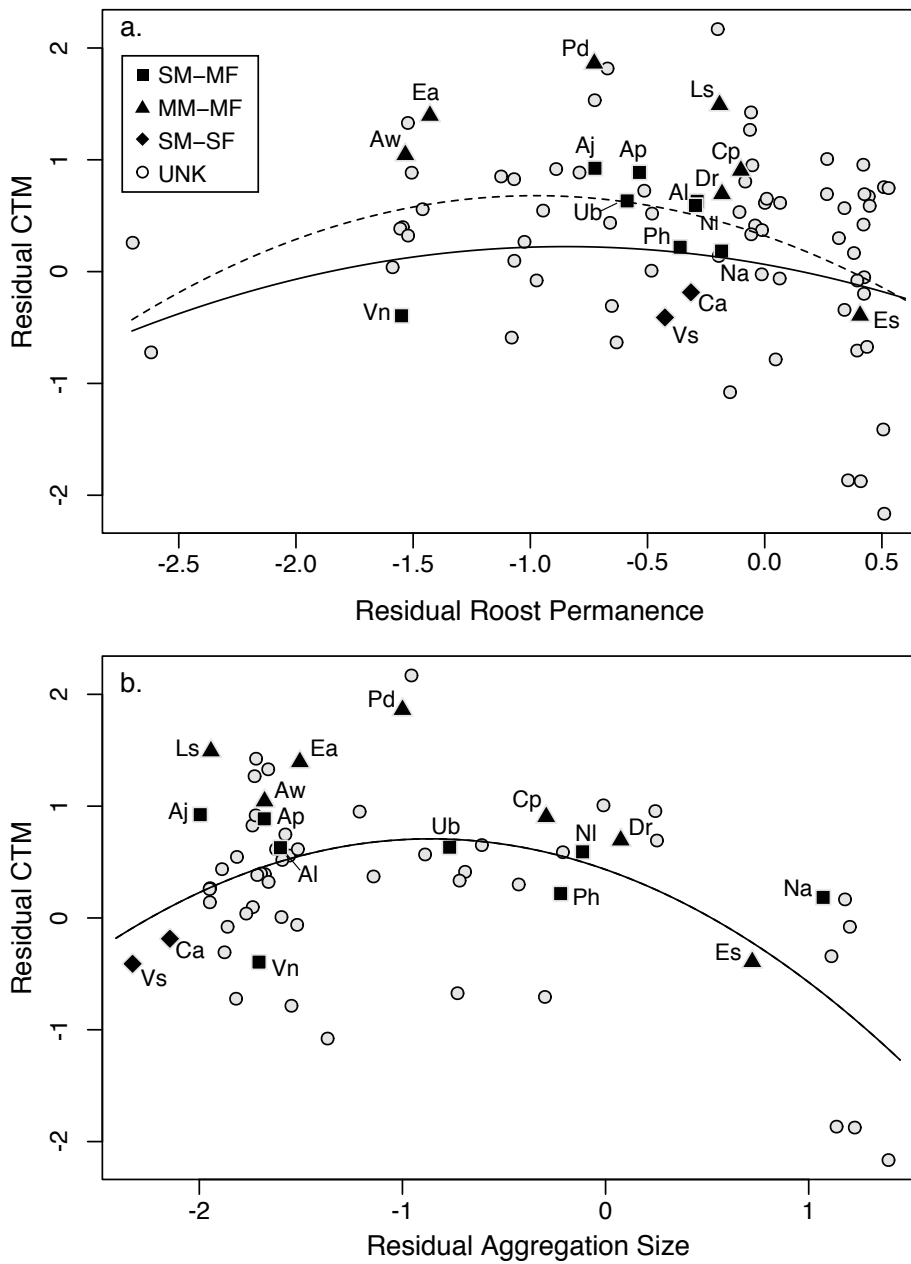 a.
SM−MF
MM−MF
SM−SF
UNK
Pd
Ea
Ls
Aw
Aj
Ap
Cp
Dr
Al
Ub
Nl
Ph
Na
Ca
Vn
Vs
Es
2
1
0
-1
-2
Residual CTM
-2.5
-2.0
-1.5
-1.0
-0.5
0.0
0.5
Residual Roost Permanence
b.
Pd
Ls
Ea
Aw
Aj
Ap
Cp
Ub
Nl
Dr
Al
Ph
Na
Ca
Vn
Vs
Es
2
1
0
-1
-2
Residual CTM
-2
-1
0
1
Residual Aggregation Size